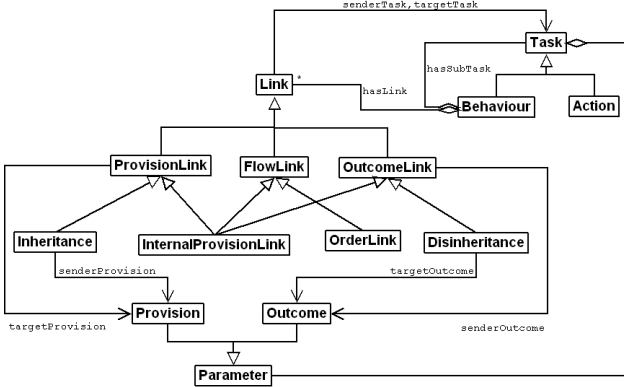 senderTask,targetTask
Task
hasSubTask
Link
*
hasLink
Behaviour
Action
ProvisionLink
FlowLink
OutcomeLink
Inheritance
InternalProvisionLink
OrderLink
Disinheritance
senderProvision
targetOutcome
Provision
Outcome
targetProvision
senderOutcome
Parameter